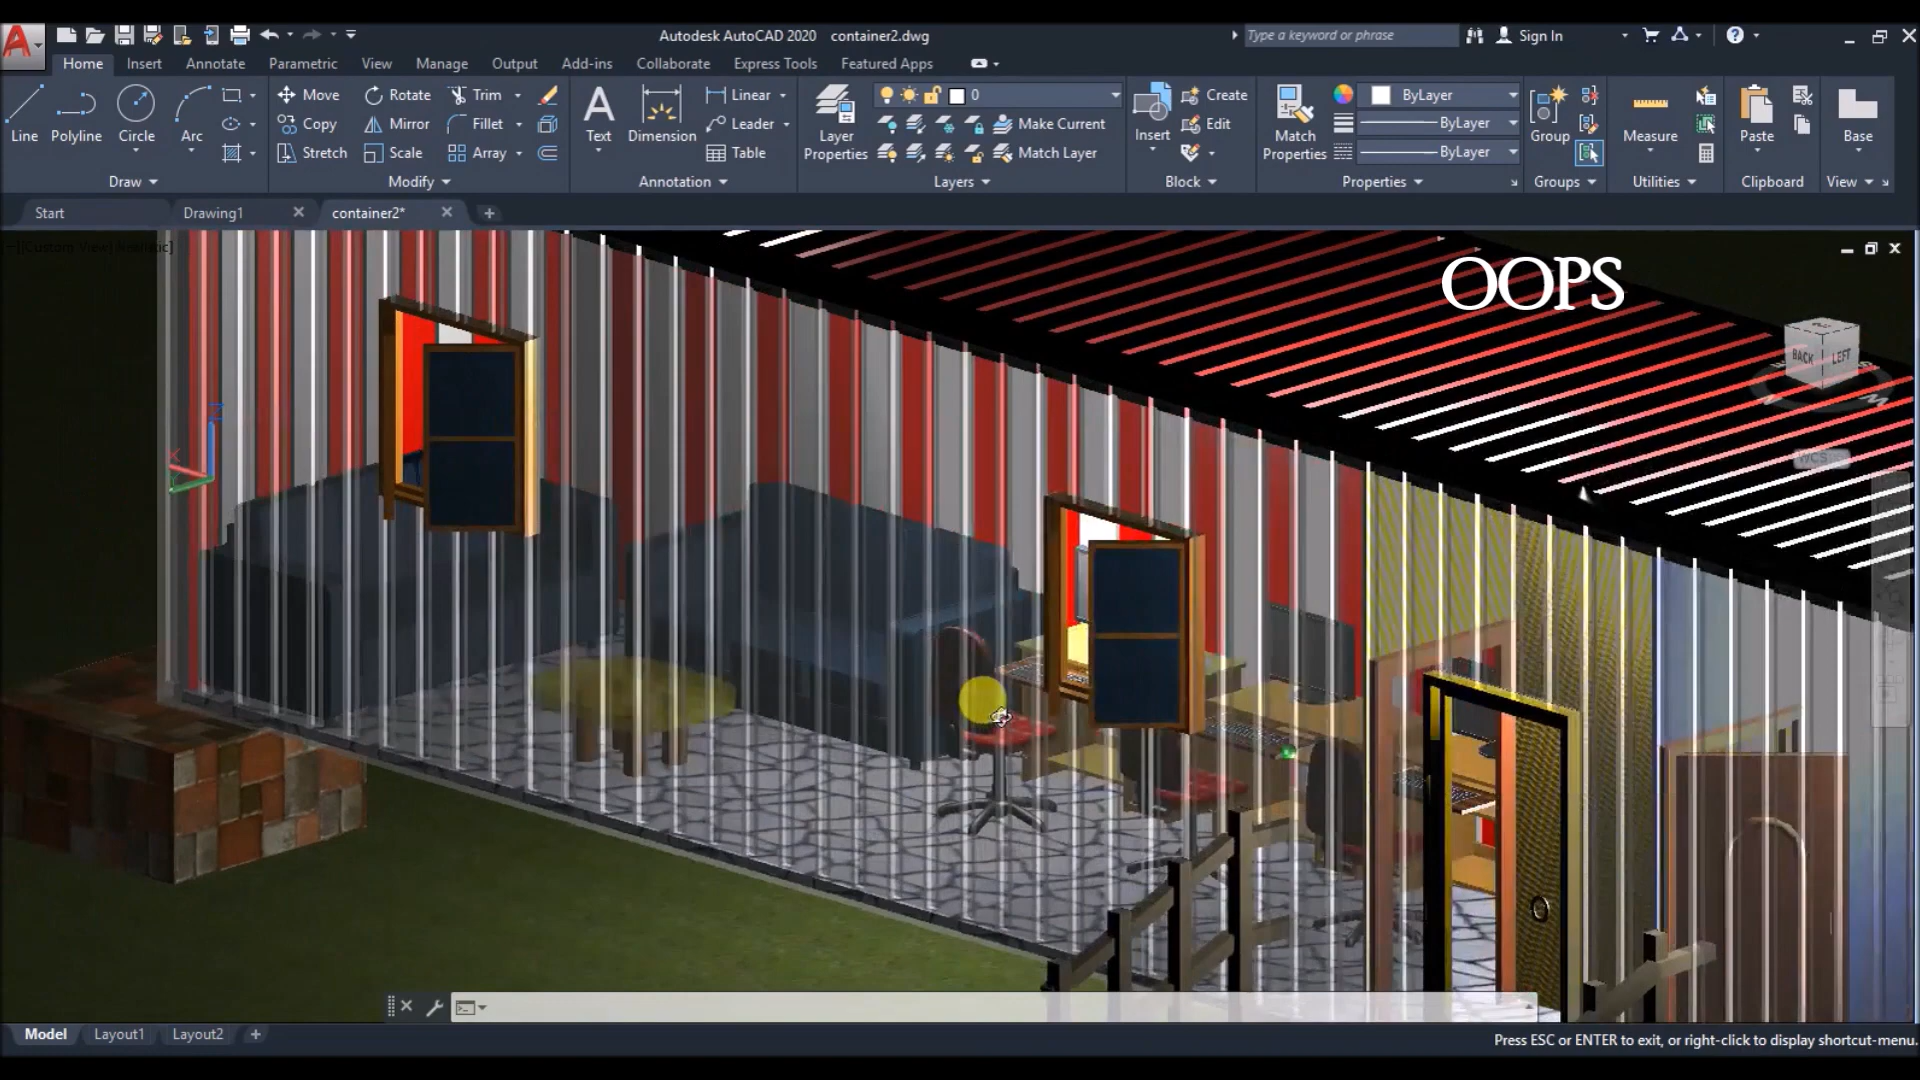 Autodesk AutoCAD 2020 container2.dwg
Type a keyword or phrase
Sign In
Home Insert Annotate Parametric View Manage Output Add-ins Collaborate Express Tools Featured Apps
Line
Polyline
Circle
Arc
Draw
Move
Copy
Stretch
Rotate
Mirror
Scale
Trim
Fillet
Array
Modify
Text
Dimension
Linear
Leader
Table
Annotation
Layer
Properties
0
Make Current
Match Layer
Layers
Insert
Create
Edit
Block
Match
Properties
ByLayer
ByLayer
ByLayer
Properties
Group
Groups
Measure
Utilities
Paste
Clipboard
Base
View
Start
Drawing1
container2*
[-][Custom View][Realistic]
OOPS
BACK
LEFT
WCS
X
Z
Model
Layout1
Layout2
Press ESC or ENTER to exit, or right-click to display shortcut-menu.